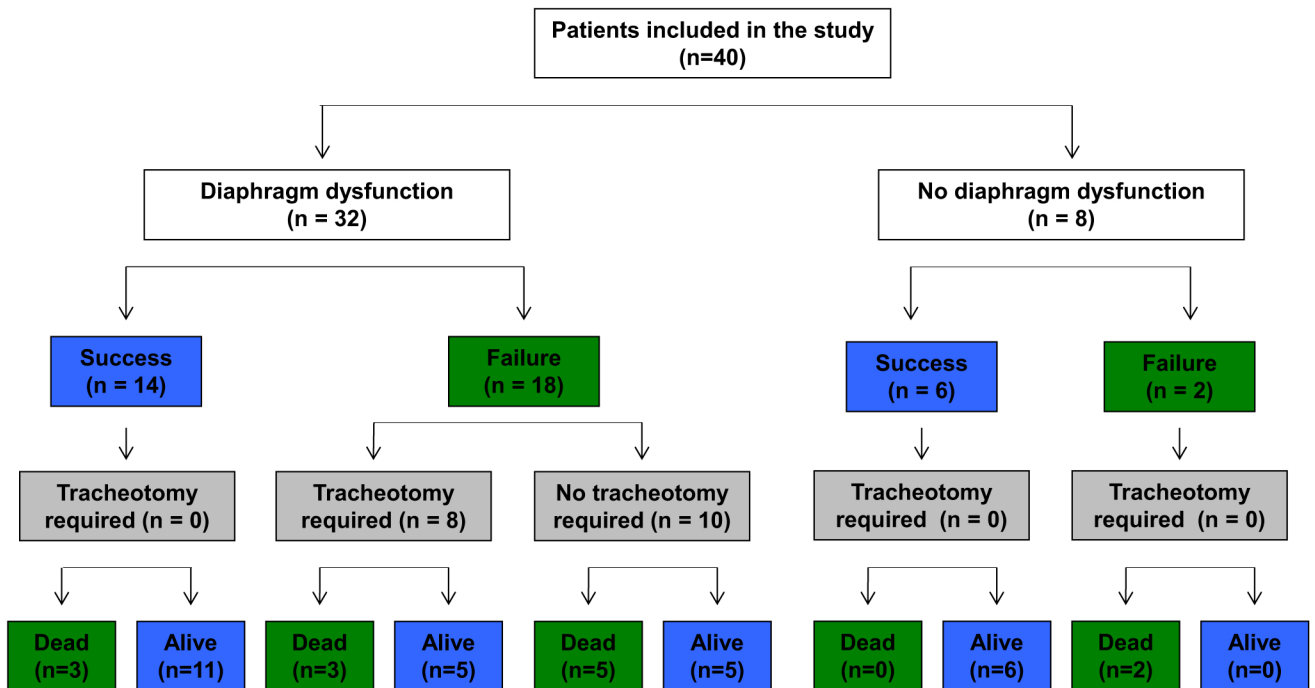 Patients included in the study
(n=40)
Diaphragm dysfunction
(n = 32)
No diaphragm dysfunction
(n = 8)
Success
(n = 14)
Failure
(n = 18)
Success
(n = 6)
Failure
(n = 2)
Tracheotomy
required (n = 0)
Tracheotomy
required (n = 8)
No tracheotomy
required (n = 10)
Tracheotomy
required (n = 0)
Tracheotomy
required (n = 0)
Dead
(n=3)
Alive
(n=11)
Dead
(n=3)
Alive
(n=5)
Dead
(n=5)
Alive
(n=5)
Dead
(n=0)
Alive
(n=6)
Dead
(n=2)
Alive
(n=0)